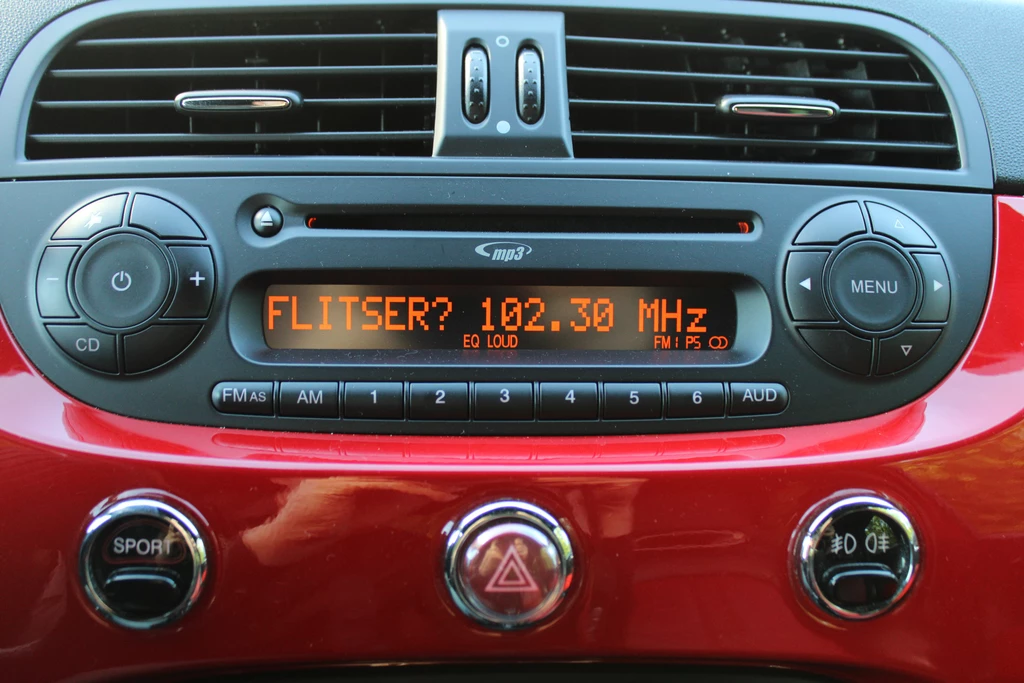 mp3
FLITSER? 102.30 MHz
EQ LOUD FM1 PS
− + CD
MENU
FM AS AM 1 2 3 4 5 6 AUD
SPORT